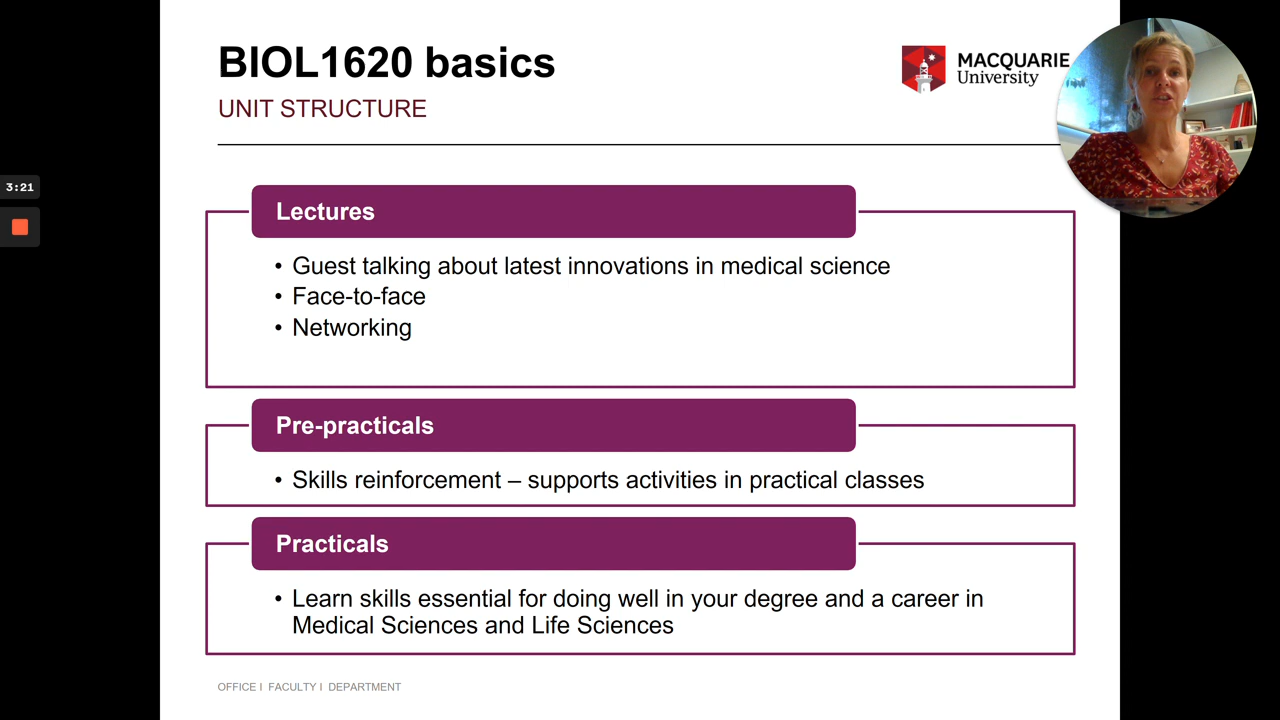 BIOL1620 basics
UNIT STRUCTURE
MACQUARIE
University
3:21
Lectures
• Guest talking about latest innovations in medical science
• Face-to-face
• Networking
Pre-practicals
• Skills reinforcement – supports activities in practical classes
Practicals
• Learn skills essential for doing well in your degree and a career in
Medical Sciences and Life Sciences
OFFICE I FACULTY I DEPARTMENT